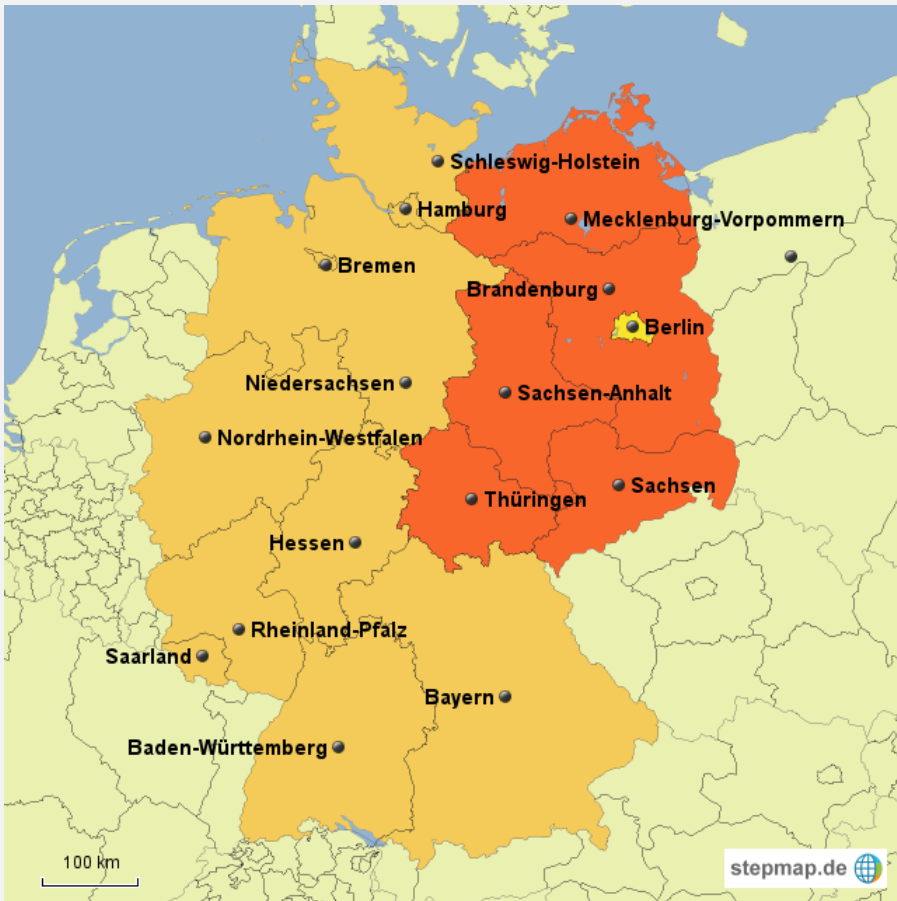 Schleswig-Holstein
Hamburg
Mecklenburg-Vorpommern
Bremen
Brandenburg
Berlin
Niedersachsen
Sachsen-Anhalt
Nordrhein-Westfalen
Sachsen
Thüringen
Hessen
Rheinland-Pfalz
Saarland
Bayern
Baden-Württemberg
100 km
stepmap.de